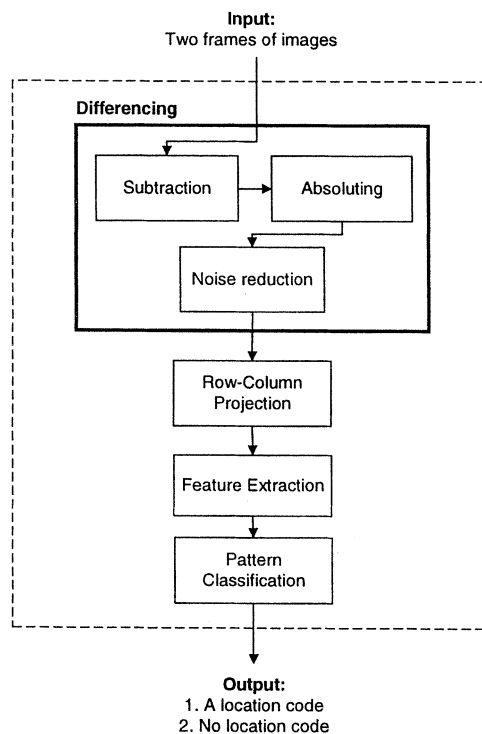 Input:
Two frames of images
Differencing
Subtraction
Absoluting
Noise reduction
Row-Column
Projection
Feature Extraction
Pattern
Classification
Output:
1. A location code
2. No location code